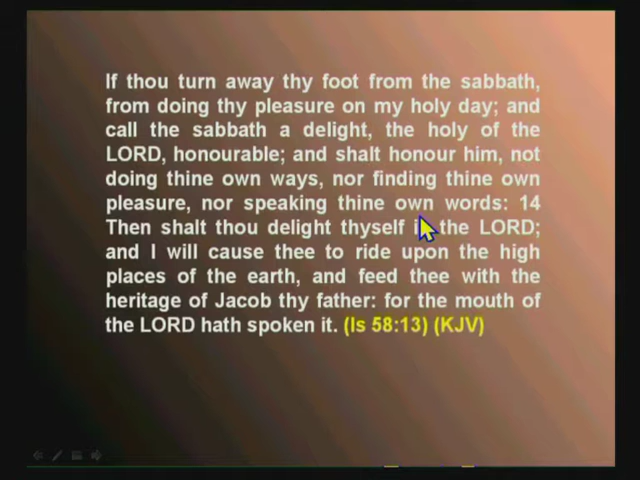 If thou turn away thy foot from the sabbath,
from doing thy pleasure on my holy day; and
call the sabbath a delight, the holy of the
LORD, honourable; and shalt honour him, not
doing thine own ways, nor finding thine own
pleasure, nor speaking thine own words: 14
Then shalt thou delight thyself the LORD;
and I will cause thee to ride upon the high
places of the earth, and feed thee with the
heritage of Jacob thy father: for the mouth of
the LORD hath spoken it. (Is 58:13) (KJV)